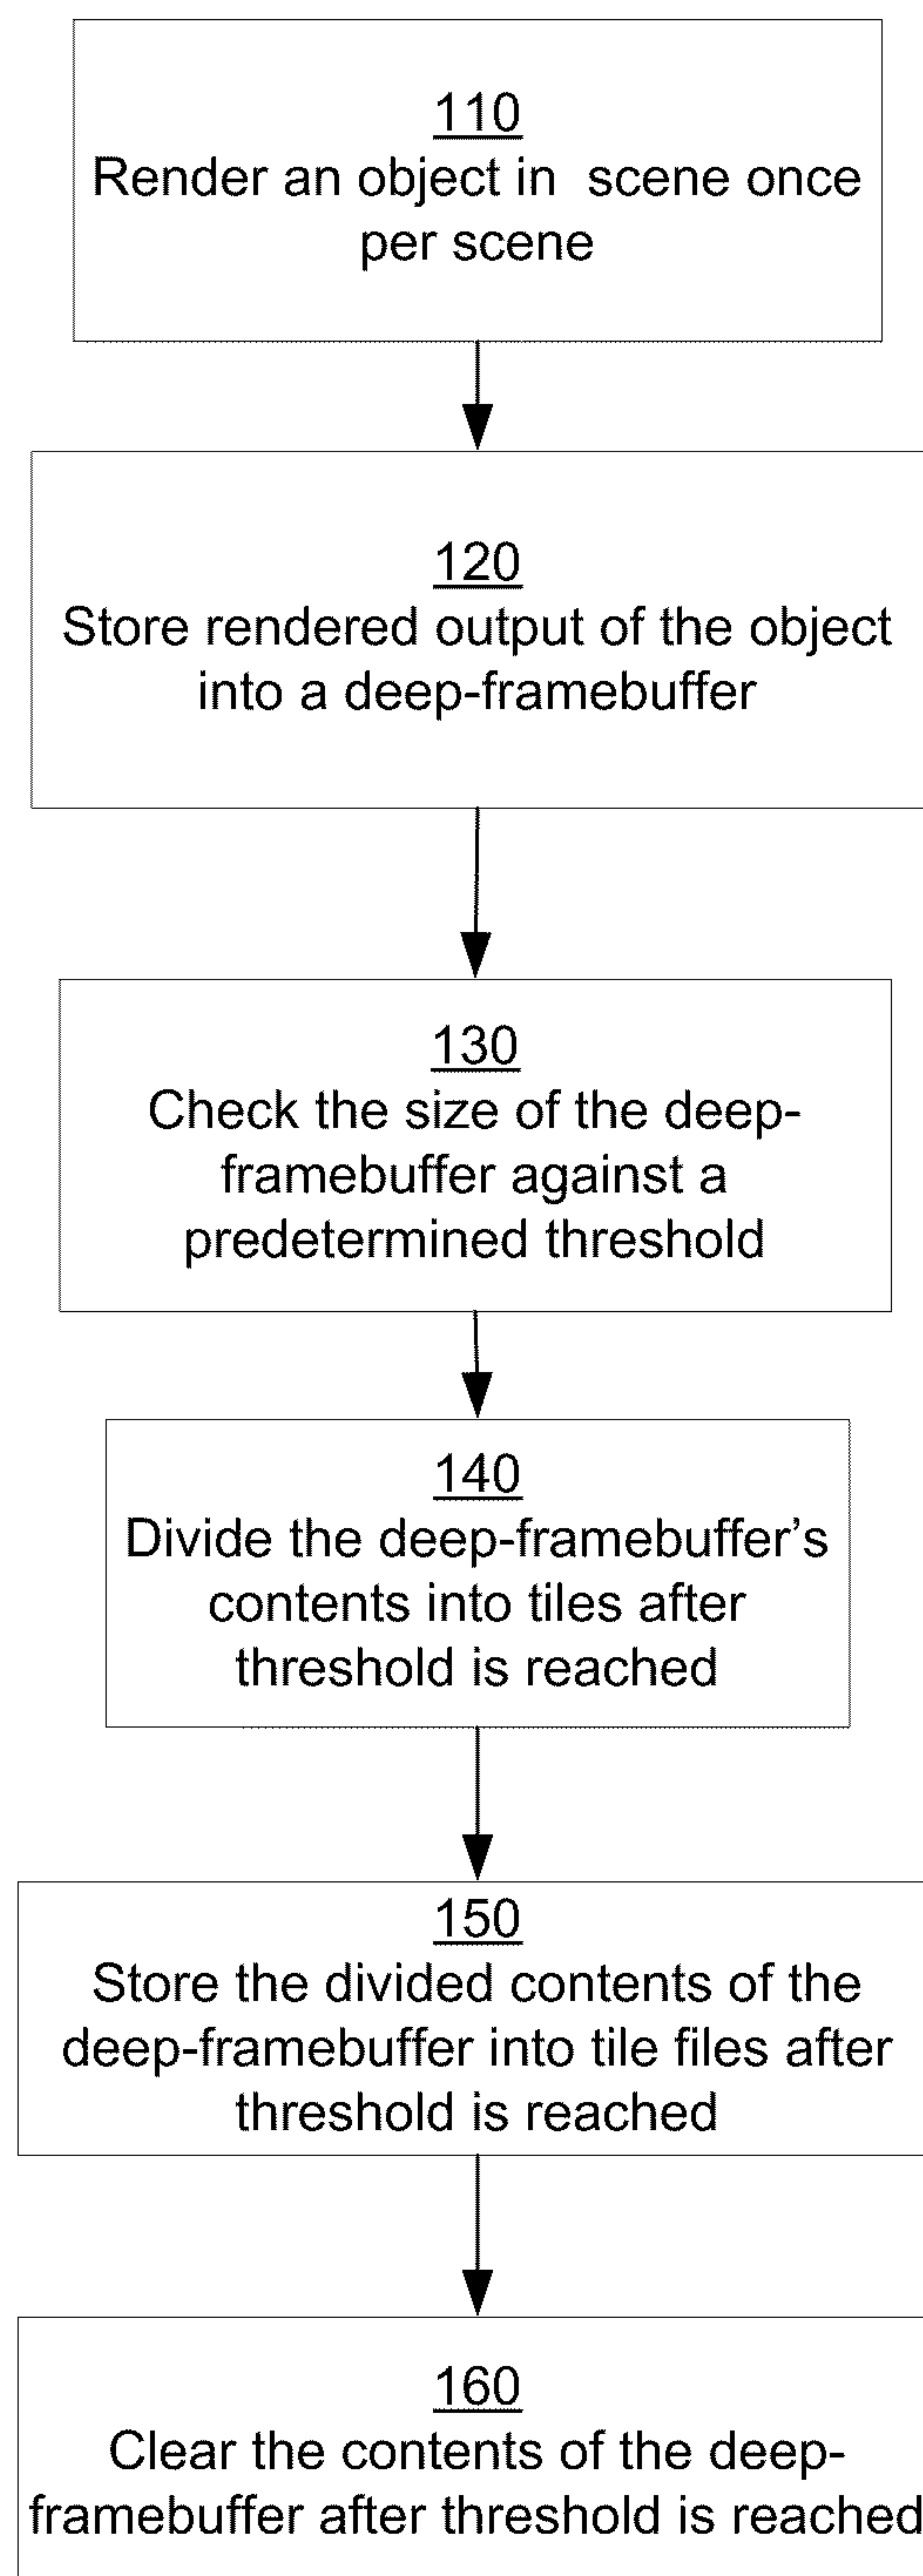 110
Render an object in scene once
per scene
120
Store rendered output of the object
into a deep-framebuffer
130
Check the size of the deep-
framebuffer against a
predetermined threshold
140
Divide the deep-framebuffer’s
contents into tiles after
threshold is reached
150
Store the divided contents of the
deep-framebuffer into tile files after
threshold is reached
160
Clear the contents of the deep-
framebuffer after threshold is reached